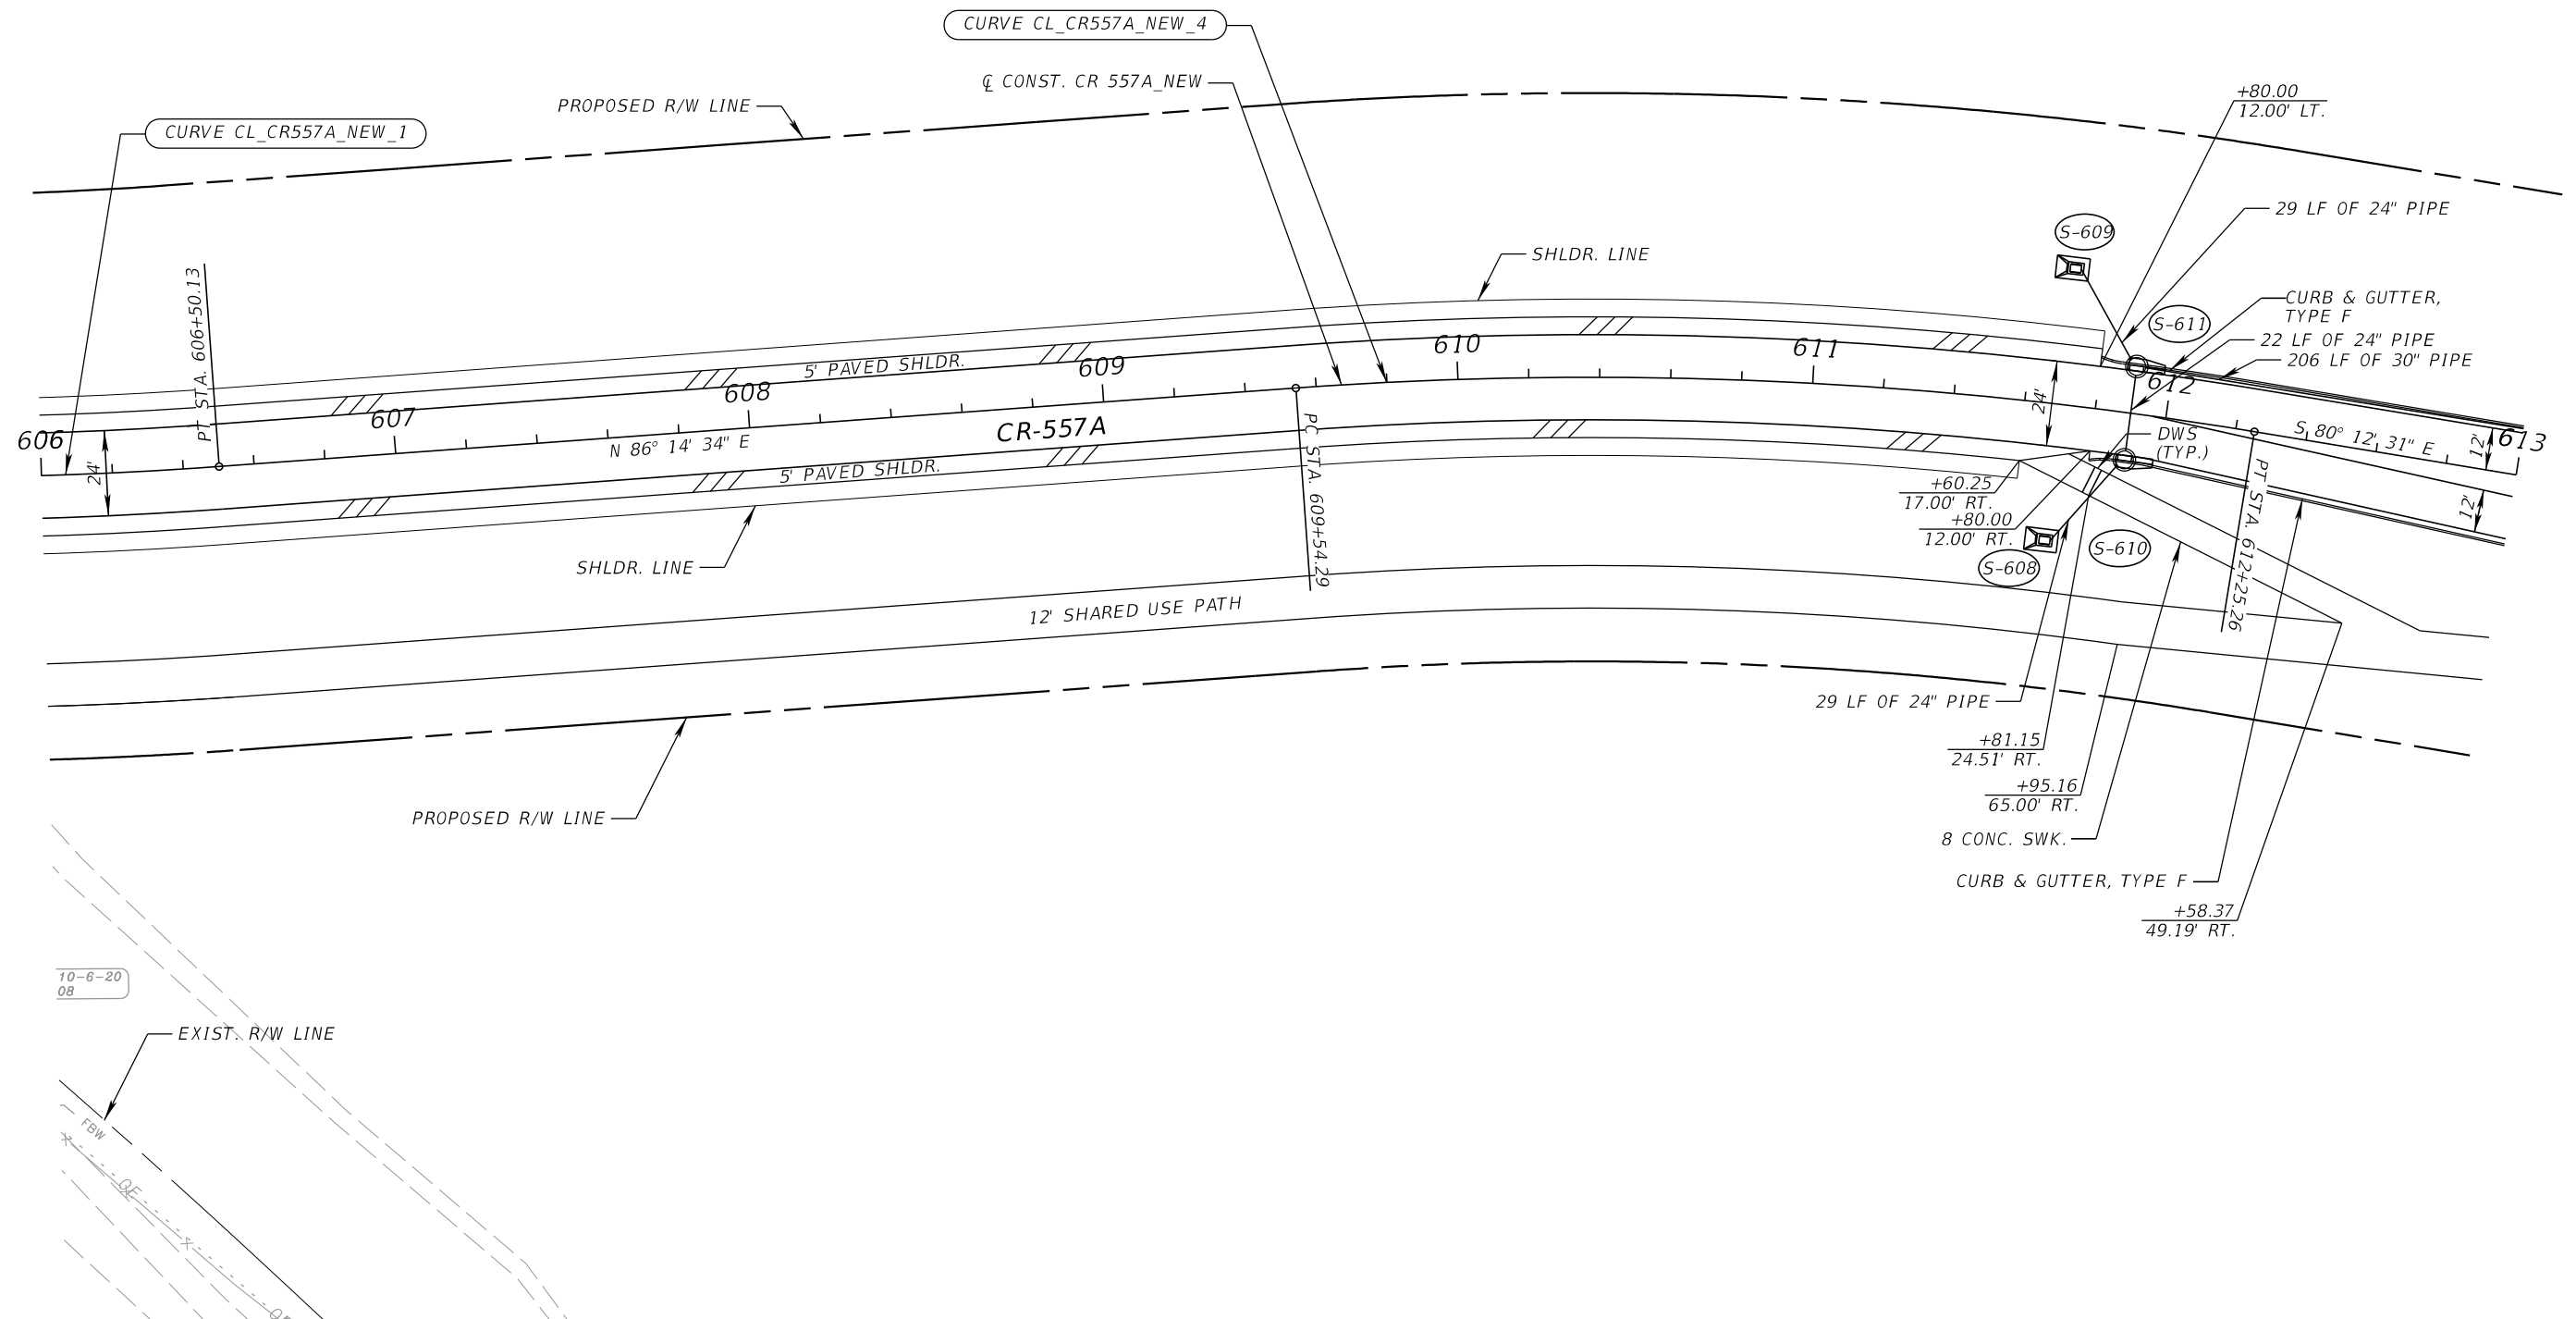 CURVE CL_CR557A_NEW_4
℄ CONST. CR 557A_NEW
PROPOSED R/W LINE
CURVE CL_CR557A_NEW_1
+80.00
12.00' LT.
29 LF OF 24" PIPE
S-609
SHLDR. LINE
CURB & GUTTER,
TYPE F
S-611
22 LF OF 24" PIPE
206 LF OF 30" PIPE
PT STA. 606+50.13
5' PAVED SHLDR.
606
607
608
609
610
611
612
613
24'
N 86° 14' 34" E
CR-557A
5' PAVED SHLDR.
24'
DWS
(TYP.)
S 80° 12' 31" E
12'
12'
PC STA. 609+54.29
PT STA. 612+25.26
+60.25
17.00' RT.
+80.00
12.00' RT.
S-610
S-608
SHLDR. LINE
12' SHARED USE PATH
29 LF OF 24" PIPE
+81.15
24.51' RT.
+95.16
65.00' RT.
8 CONC. SWK.
CURB & GUTTER, TYPE F
+58.37
49.19' RT.
PROPOSED R/W LINE
10-6-20
08
EXIST. R/W LINE
FBW
OE